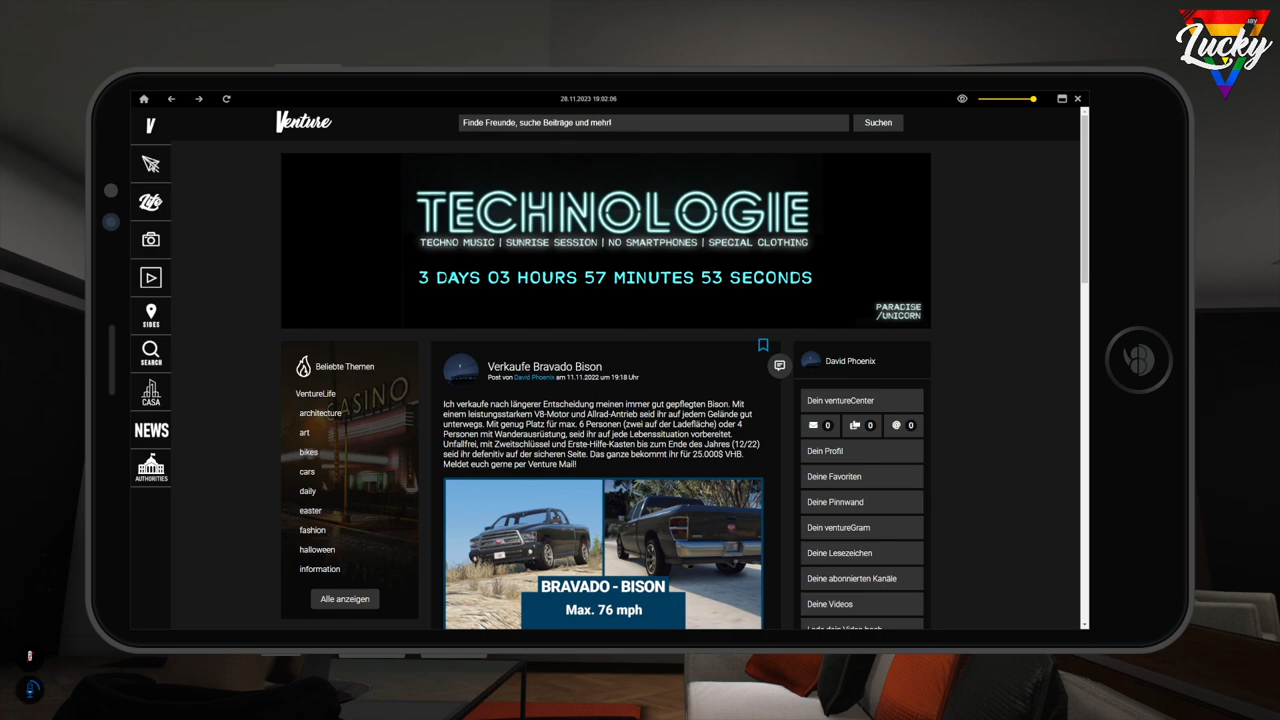 JAY
Lucky
28.11.2023 19:02:06
V
Venture
Finde Freunde, suche Beiträge und mehr!
Suchen
Life
SIDES
SEARCH
CASA
NEWS
AUTHORITIES
TECHNOLOGIE
TECHNO MUSIC | SUNRISE SESSION | NO SMARTPHONES | SPECIAL CLOTHING
3 DAYS 03 HOURS 57 MINUTES 53 SECONDS
PARADISE
/UNICORN
Beliebte Themen
VentureLife
architecture
art
bikes
cars
daily
easter
fashion
halloween
information
Alle anzeigen
CASINO
Verkaufe Bravado Bison
Post von David Phoenix am 11.11.2022 um 19:18 Uhr
Ich verkaufe nach längerer Entscheidung meinen immer gut gepflegten Bison. Mit
einem leistungsstarkem V8-Motor und Allrad-Antrieb seid ihr auf jedem Gelände gut
unterwegs. Mit genug Platz für max. 6 Personen (zwei auf der Ladefläche) oder 4
Personen mit Wanderausrüstung, seid ihr auf jede Lebenssituation vorbereitet.
Unfallfrei, mit Zweitschlüssel und Erste-Hilfe-Kasten bis zum Ende des Jahres (12/22)
seid ihr defenitiv auf der sicheren Seite. Das ganze bekommt ihr für 25.000$ VHB.
Meldet euch gerne per Venture Mail!
BRAVADO - BISON
Max. 76 mph
David Phoenix
Dein ventureCenter
0 0 0
Dein Profil
Deine Favoriten
Deine Pinnwand
Dein ventureGram
Deine Lesezeichen
Deine abonnierten Kanäle
Deine Videos
Lade dein Video hoch